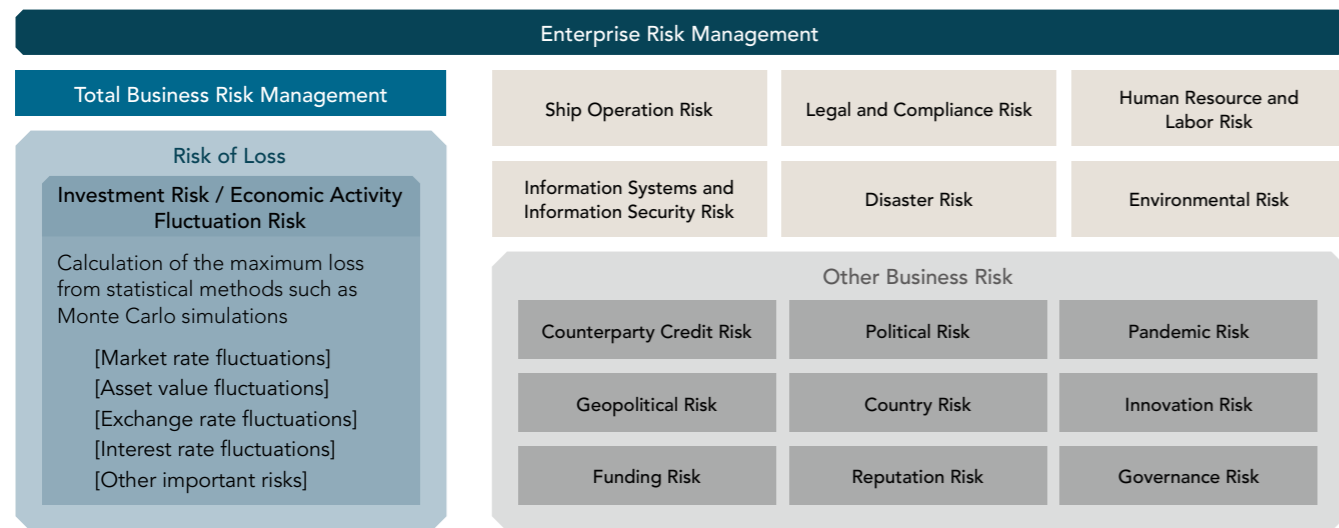 Enterprise Risk Management
Total Business Risk Management
Risk of Loss
Investment Risk / Economic Activity
Fluctuation Risk
Calculation of the maximum loss
from statistical methods such as
Monte Carlo simulations
[Market rate fluctuations]
[Asset value fluctuations]
[Exchange rate fluctuations]
[Interest rate fluctuations]
[Other important risks]
Ship Operation Risk
Legal and Compliance Risk
Human Resource and
Labor Risk
Information Systems and
Information Security Risk
Disaster Risk
Environmental Risk
Other Business Risk
Counterparty Credit Risk
Political Risk
Pandemic Risk
Geopolitical Risk
Country Risk
Innovation Risk
Funding Risk
Reputation Risk
Governance Risk